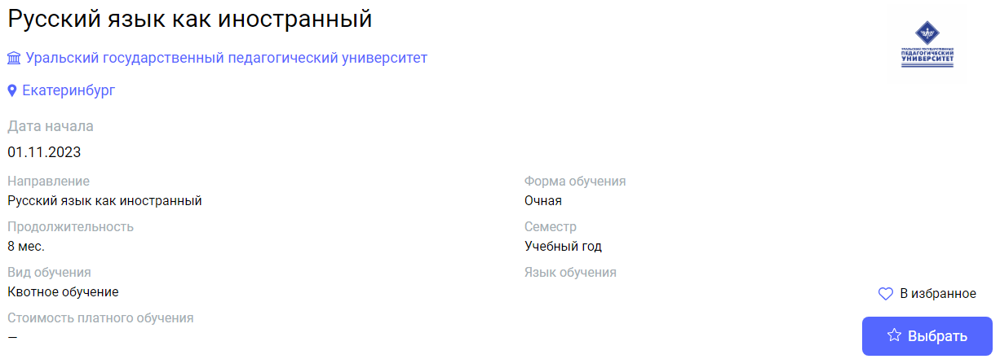 Русский язык как иностранный
Уральский государственный педагогический университет
УРАЛЬСКИЙ ГОСУДАРСТВЕННЫЙ
ПЕДАГОГИЧЕСКИЙ
УНИВЕРСИТЕТ
Екатеринбург
Дата начала
01.11.2023
Направление
Русский язык как иностранный
Форма обучения
Очная
Продолжительность
8 мес.
Семестр
Учебный год
Вид обучения
Квотное обучение
Язык обучения
Стоимость платного обучения
—
В избранное
Выбрать